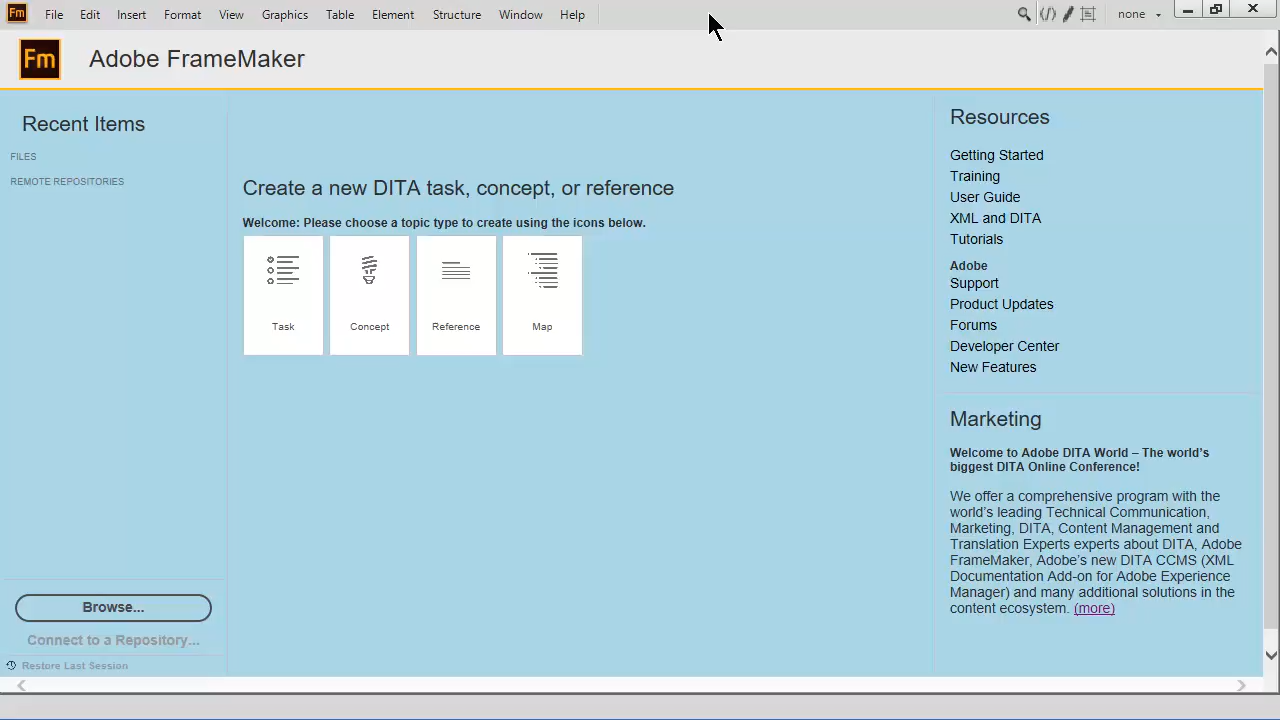 File Edit Insert Format View Graphics Table Element Structure Window Help none
Fm Adobe FrameMaker
Recent Items
FILES
REMOTE REPOSITORIES
Browse...
Connect to a Repository...
Restore Last Session
Create a new DITA task, concept, or reference
Welcome: Please choose a topic type to create using the icons below.
Task Concept Reference Map
Resources
Getting Started
Training
User Guide
XML and DITA
Tutorials
Adobe
Support
Product Updates
Forums
Developer Center
New Features
Marketing
Welcome to Adobe DITA World – The world's
biggest DITA Online Conference!
We offer a comprehensive program with the
world's leading Technical Communication,
Marketing, DITA, Content Management and
Translation Experts experts about DITA, Adobe
FrameMaker, Adobe's new DITA CCMS (XML
Documentation Add-on for Adobe Experience
Manager) and many additional solutions in the
content ecosystem. (more)